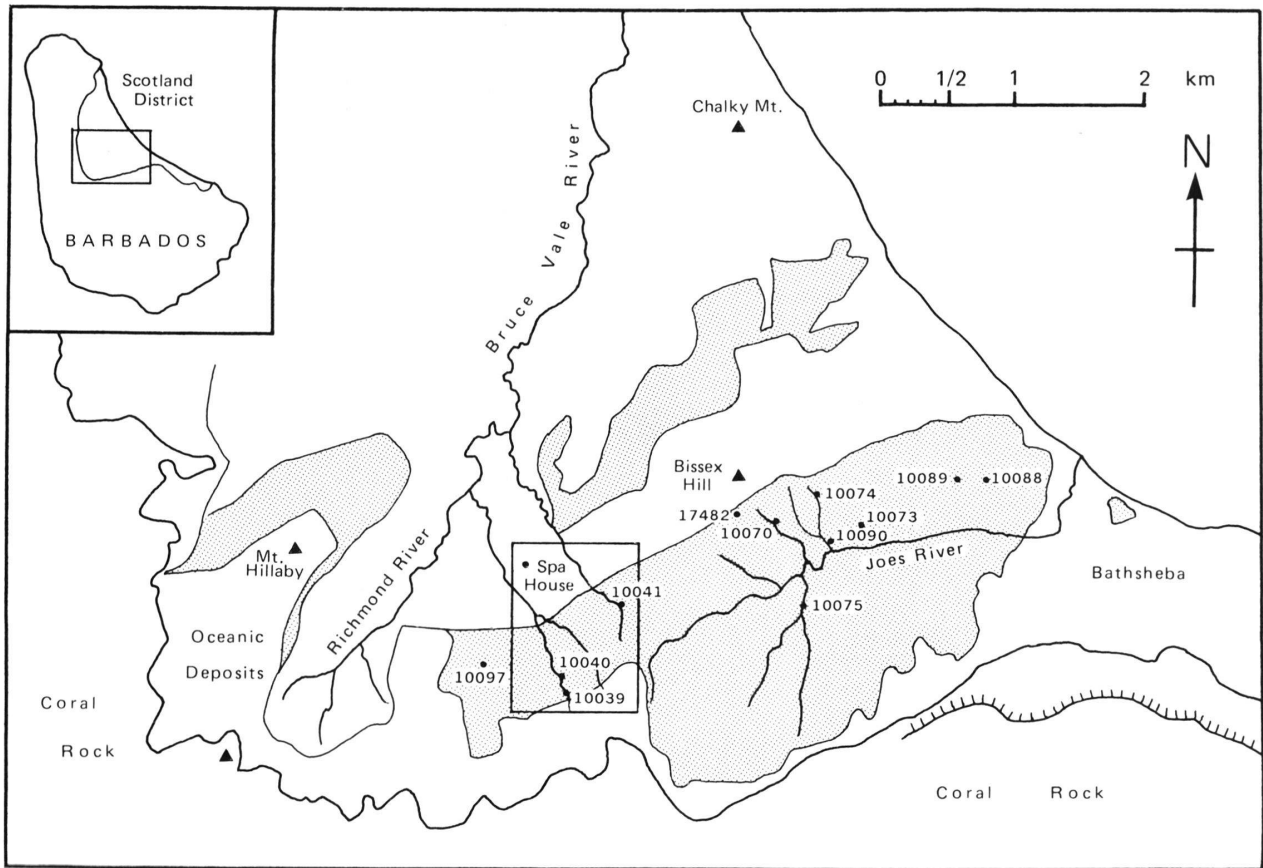 Scotland
District
BARBADOS
0 1/2 1 2 km
N
Chalky Mt.
Bruce Vale River
Bissex
Hill
10074
10089
10088
17482
10070
10073
10090
Joes River
Bathsheba
Mt.
Hillaby
Richmond River
Spa
House
10041
10075
Oceanic
Deposits
10097
10040
10039
Coral
Rock
Coral Rock